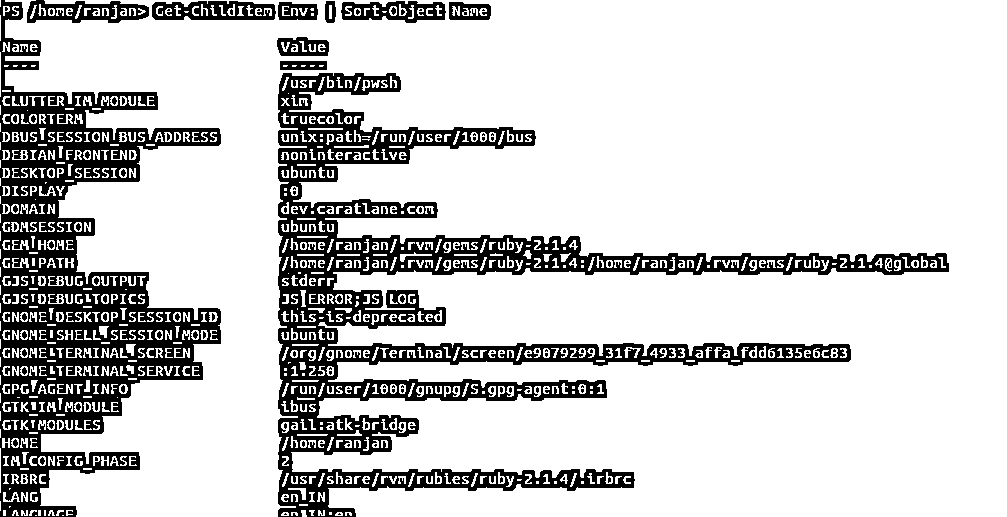 PS /home/ranjan> Get-ChildItem Env: | Sort-Object Name
Name Value
---- -----
_ /usr/bin/pwsh
CLUTTER_IM_MODULE xim
COLORTERM truecolor
DBUS_SESSION_BUS_ADDRESS unix:path=/run/user/1000/bus
DEBIAN_FRONTEND noninteractive
DESKTOP_SESSION ubuntu
DISPLAY :0
DOMAIN dev.caratlane.com
GDMSESSION ubuntu
GEM_HOME /home/ranjan/.rvm/gems/ruby-2.1.4
GEM_PATH /home/ranjan/.rvm/gems/ruby-2.1.4:/home/ranjan/.rvm/gems/ruby-2.1.4@global
GJS_DEBUG_OUTPUT stderr
GJS_DEBUG_TOPICS JS ERROR;JS LOG
GNOME_DESKTOP_SESSION_ID this-is-deprecated
GNOME_SHELL_SESSION_MODE ubuntu
GNOME_TERMINAL_SCREEN /org/gnome/Terminal/screen/e9079299_31f7_4933_affa_fdd6135e6c83
GNOME_TERMINAL_SERVICE :1.250
GPG_AGENT_INFO /run/user/1000/gnupg/S.gpg-agent:0:1
GTK_IM_MODULE ibus
GTK_MODULES gail:atk-bridge
HOME /home/ranjan
IM_CONFIG_PHASE 2
IRBRC /usr/share/rvm/rubies/ruby-2.1.4/.irbrc
LANG en_IN
LANGUAGE en_IN:en